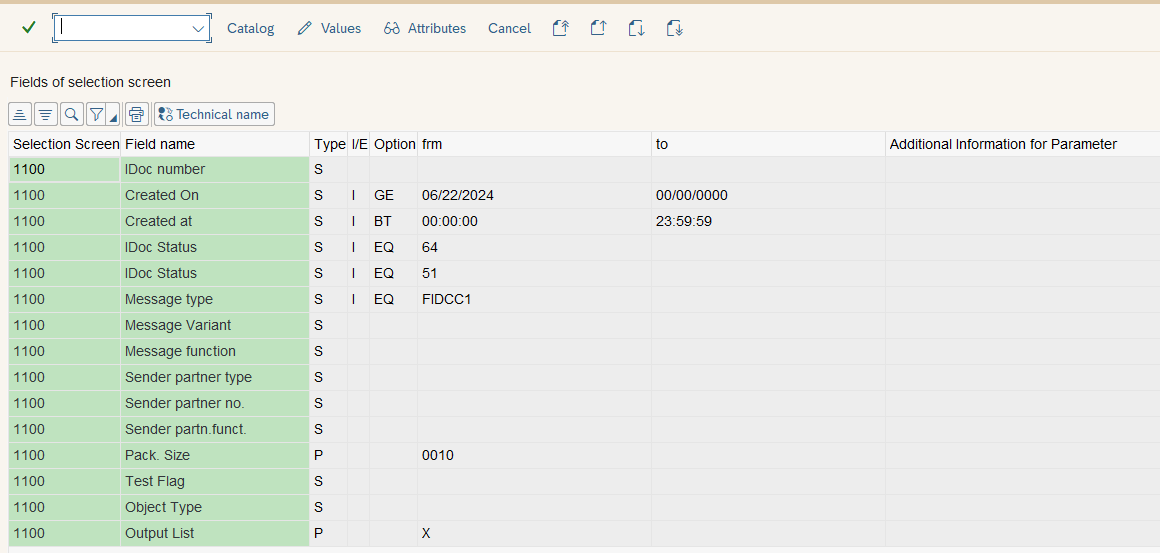 Catalog Values Attributes Cancel
Fields of selection screen
Technical name
Selection Screen Field name Type I/E Option frm to Additional Information for Parameter
1100 IDoc number S
1100 Created On S I GE 06/22/2024 00/00/0000
1100 Created at S I BT 00:00:00 23:59:59
1100 IDoc Status S I EQ 64
1100 IDoc Status S I EQ 51
1100 Message type S I EQ FIDCC1
1100 Message Variant S
1100 Message function S
1100 Sender partner type S
1100 Sender partner no. S
1100 Sender partn.funct. S
1100 Pack. Size P 0010
1100 Test Flag S
1100 Object Type S
1100 Output List P X